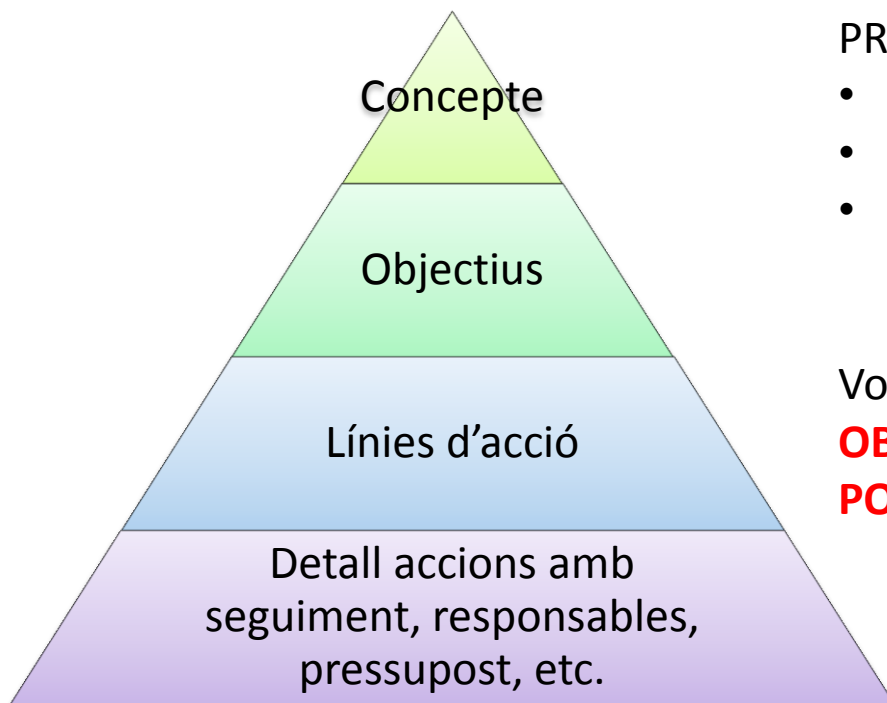 Concepte
Objectius
Línies d’acció
Detall accions amb
seguiment, responsables,
pressupost, etc.
PR
•
•
•
Vo
OB
PO